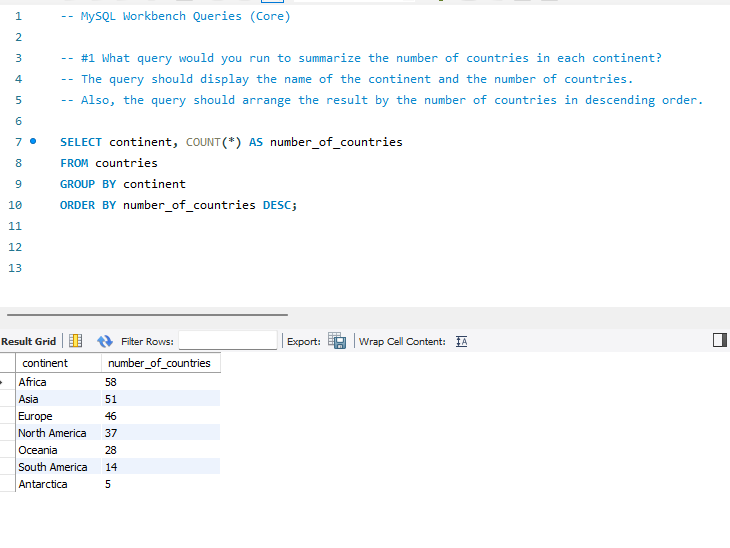 1 -- MySQL Workbench Queries (Core)
2
3 -- #1 What query would you run to summarize the number of countries in each continent?
4 -- The query should display the name of the continent and the number of countries.
5 -- Also, the query should arrange the result by the number of countries in descending order.
6
7 SELECT continent, COUNT(*) AS number_of_countries
8 FROM countries
9 GROUP BY continent
10 ORDER BY number_of_countries DESC;
11
12
13
Result Grid Filter Rows: Export: Wrap Cell Content: IA
continent number_of_countries
Africa 58
Asia 51
Europe 46
North America 37
Oceania 28
South America 14
Antarctica 5